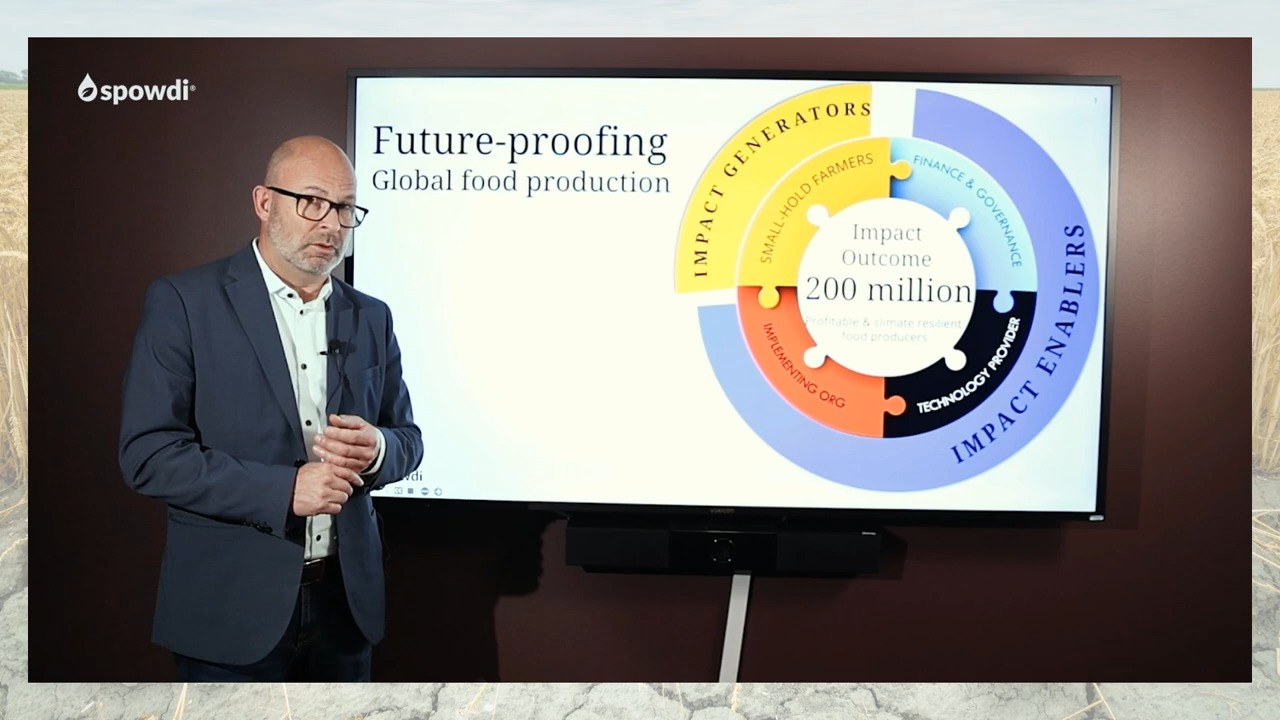 spowdi
Future-proofing
Global food production
IMPACT GENERATORS
SMALL-HOLD FARMERS
FINANCE & GOVERNANCE
Impact
Outcome
200 million
Profitable & climate resilient
food producers
IMPLEMENTING ORG
TECHNOLOGY PROVIDER
IMPACT ENABLERS